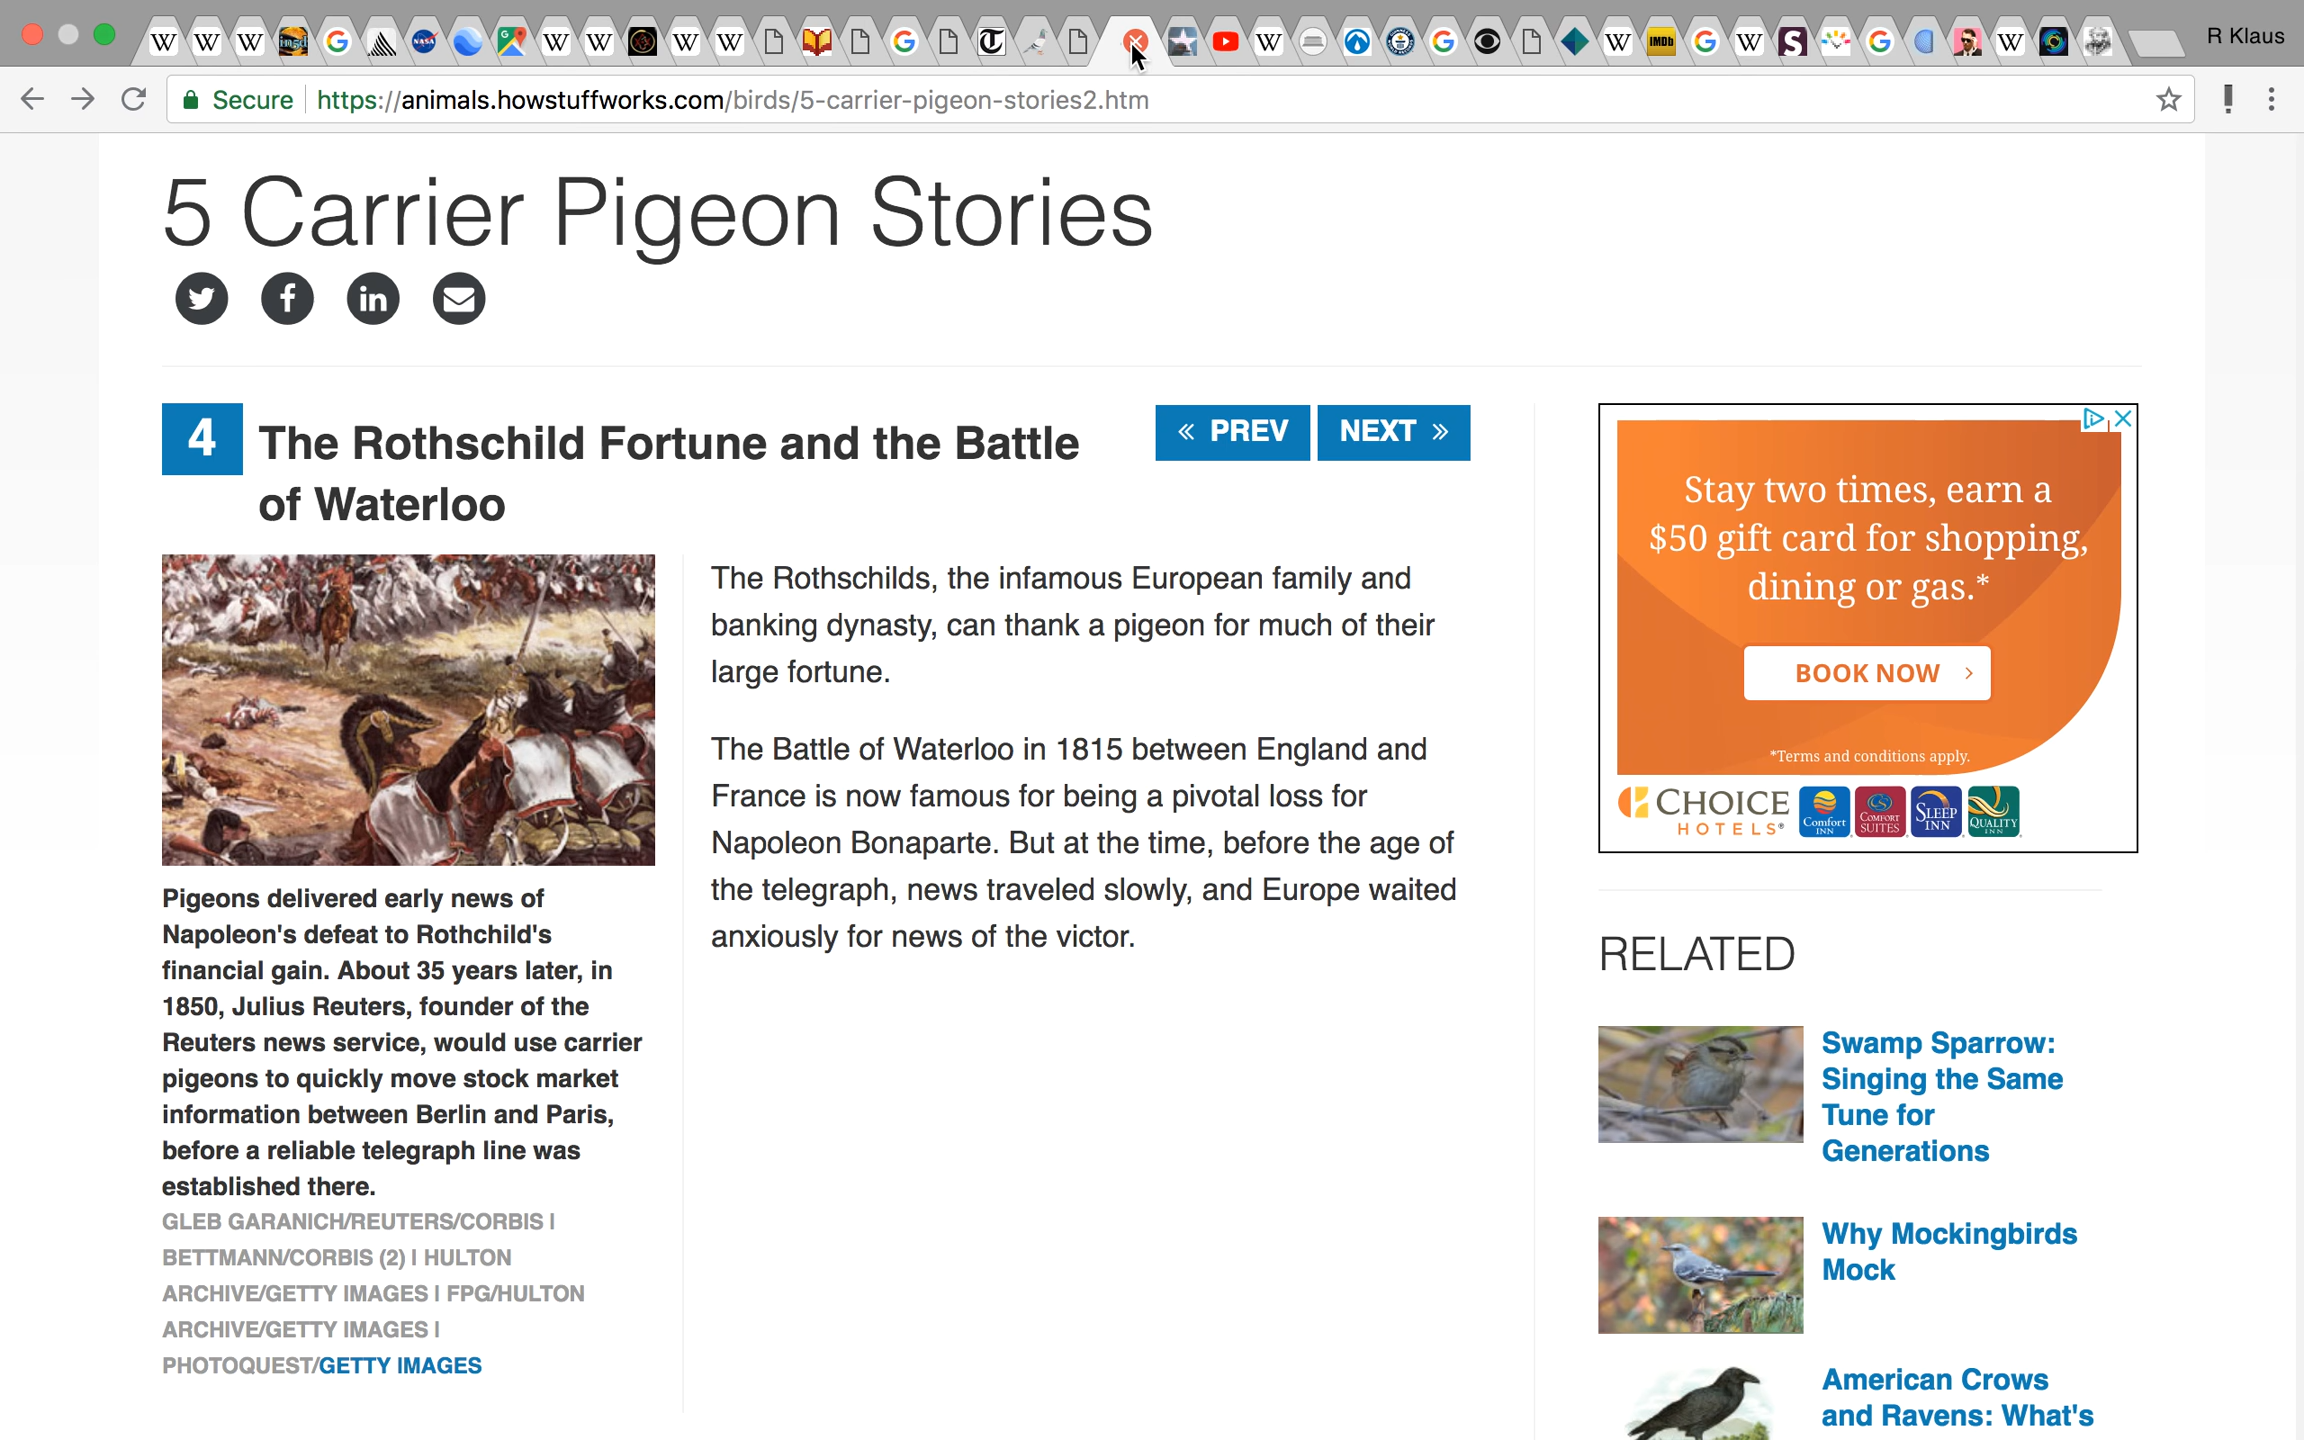 R Klaus
Secure https://animals.howstuffworks.com/birds/5-carrier-pigeon-stories2.htm
5 Carrier Pigeon Stories
4 The Rothschild Fortune and the Battle
of Waterloo
« PREV
NEXT »
Pigeons delivered early news of
Napoleon's defeat to Rothchild's
financial gain. About 35 years later, in
1850, Julius Reuters, founder of the
Reuters news service, would use carrier
pigeons to quickly move stock market
information between Berlin and Paris,
before a reliable telegraph line was
established there.
GLEB GARANICH/REUTERS/CORBIS |
BETTMANN/CORBIS (2) | HULTON
ARCHIVE/GETTY IMAGES | FPG/HULTON
ARCHIVE/GETTY IMAGES |
PHOTOQUEST/GETTY IMAGES
The Rothschilds, the infamous European family and
banking dynasty, can thank a pigeon for much of their
large fortune.
The Battle of Waterloo in 1815 between England and
France is now famous for being a pivotal loss for
Napoleon Bonaparte. But at the time, before the age of
the telegraph, news traveled slowly, and Europe waited
anxiously for news of the victor.
Stay two times, earn a
$50 gift card for shopping,
dining or gas.*
BOOK NOW >
*Terms and conditions apply.
CHOICE
HOTELS®
Comfort
INN
COMFORT
SUITES
SLEEP
INN
QUALITY
INN
RELATED
Swamp Sparrow:
Singing the Same
Tune for
Generations
Why Mockingbirds
Mock
American Crows
and Ravens: What's